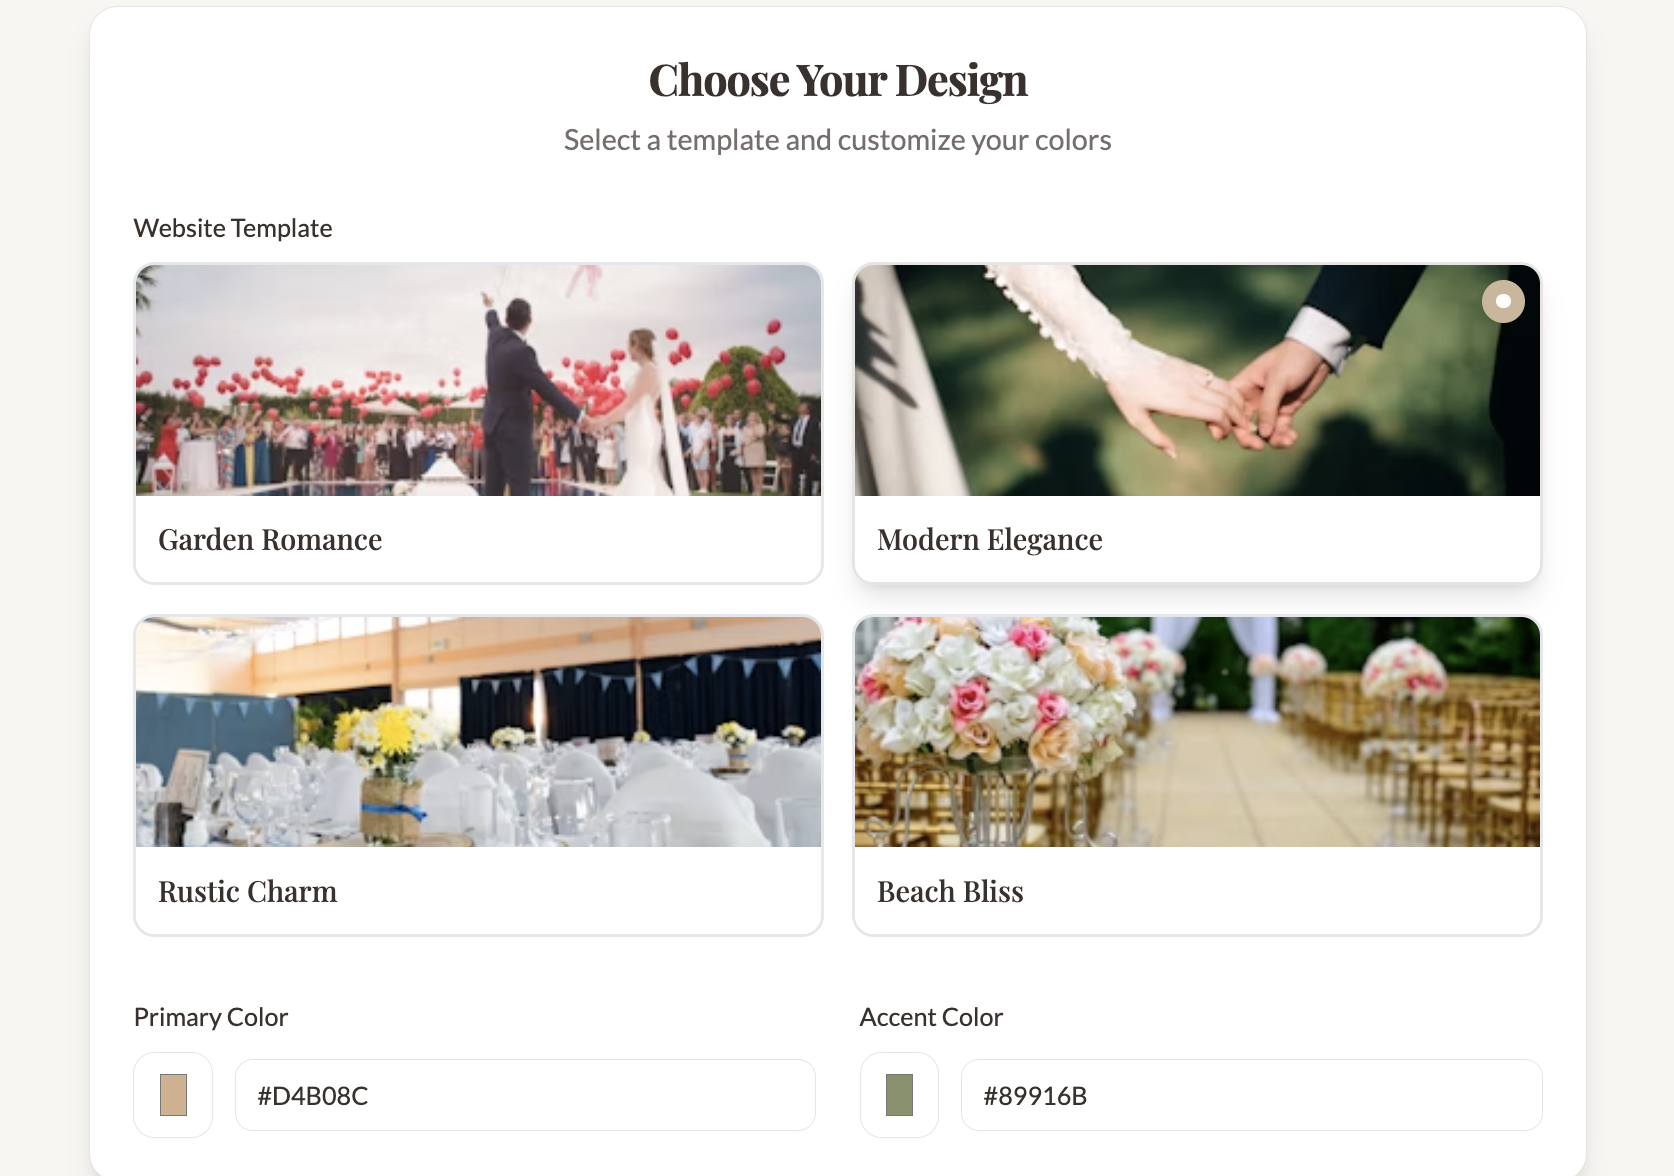 Choose Your Design
Select a template and customize your colors
Website Template
Garden Romance
Modern Elegance
Rustic Charm
Beach Bliss
Primary Color
Accent Color
#D4B08C
#89916B